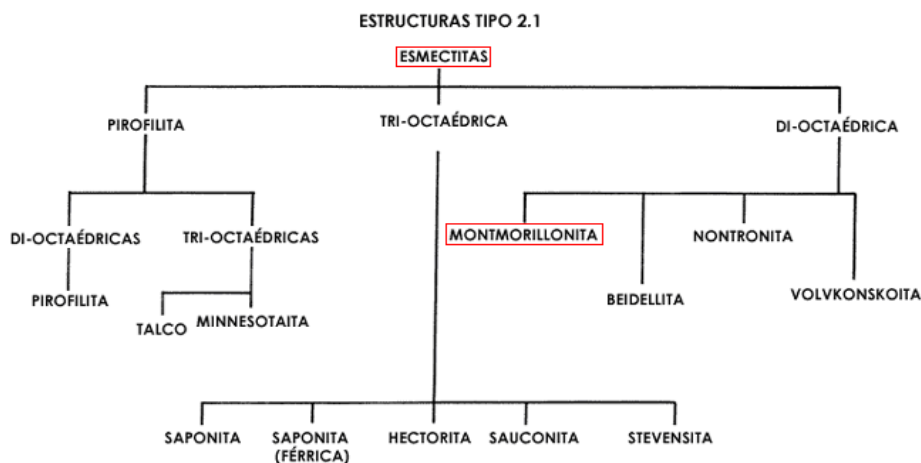 ESTRUCTURAS TIPO 2.1
ESMECTITAS
PIROFILITA
TRI-OCTAÉDRICA
DI-OCTAÉDRICA
DI-OCTAÉDRICAS
TRI-OCTAÉDRICAS
MONTMORILLONITA
NONTRONITA
PIROFILITA
TALCO
MINNESOTAITA
BEIDELLITA
VOLVKONSKOITA
SAPONITA
SAPONITA
(FÉRRICA)
HECTORITA
SAUCONITA
STEVENSITA